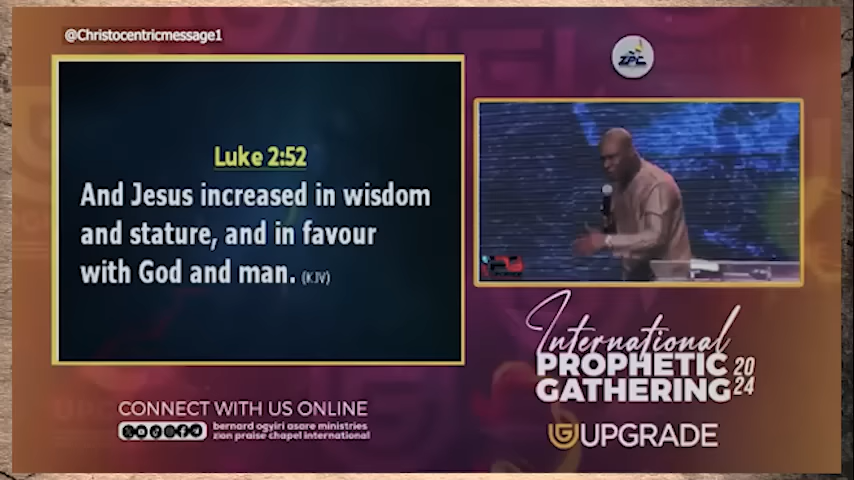 @Christocentricmessage1
ZPC
Luke 2:52
And Jesus increased in wisdom
and stature, and in favour
with God and man. (KJV)
International
PROPHETIC
GATHERING
20
24
UPGRADE
CONNECT WITH US ONLINE
bernard ogyiri asare ministries
zion praise chapel international